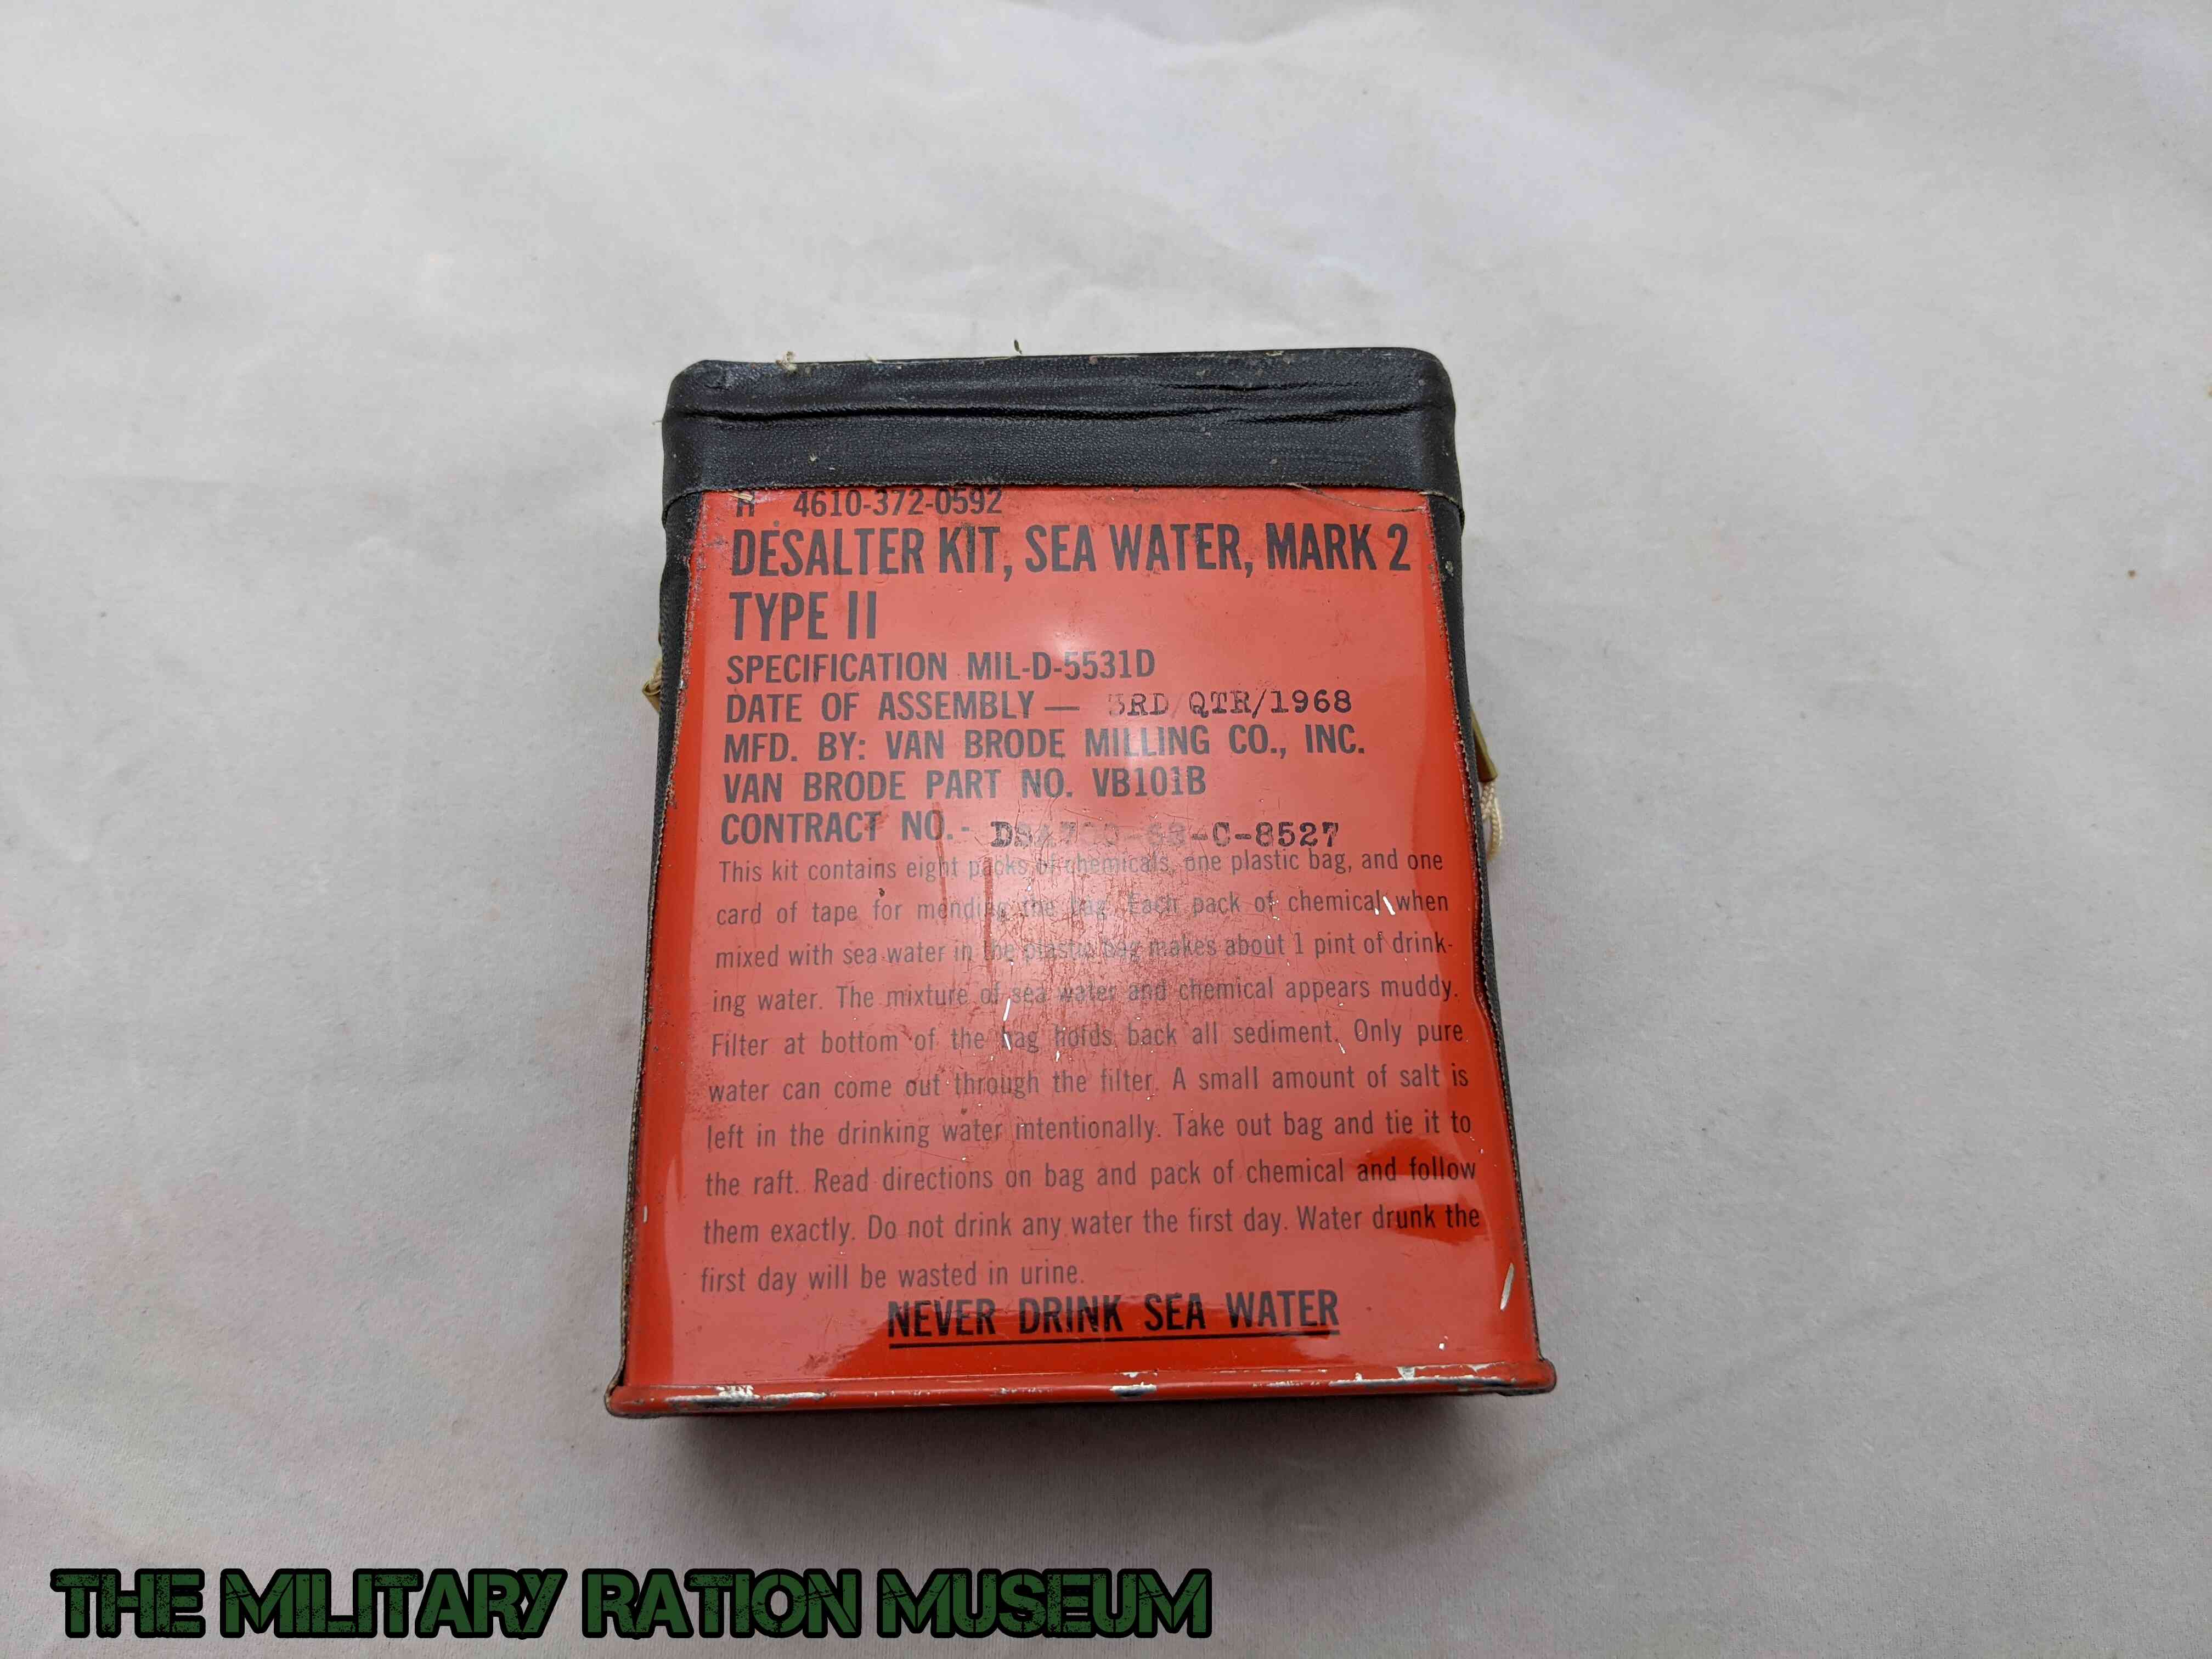 H 4610-372-0592
DESALTER KIT, SEA WATER, MARK 2
TYPE II
SPECIFICATION MIL-D-5531D
DATE OF ASSEMBLY — 3RD QTR/1968
MFD. BY: VAN BRODE MILLING CO., INC.
VAN BRODE PART NO. VB101B
CONTRACT NO.- -C-8527
This kit contains eight packs of chemicals, one plastic bag, and one
card of tape for mending the bag. Each pack of chemical when
mixed with sea water in the plastic bag makes about 1 pint of drink-
ing water. The mixture of sea water and chemical appears muddy.
Filter at bottom of the bag holds back all sediment. Only pure
water can come out through the filter. A small amount of salt is
left in the drinking water intentionally. Take out bag and tie it to
the raft. Read directions on bag and pack of chemical and follow
them exactly. Do not drink any water the first day. Water drunk the
first day will be wasted in urine.
NEVER DRINK SEA WATER
THE MILITARY RATION MUSEUM